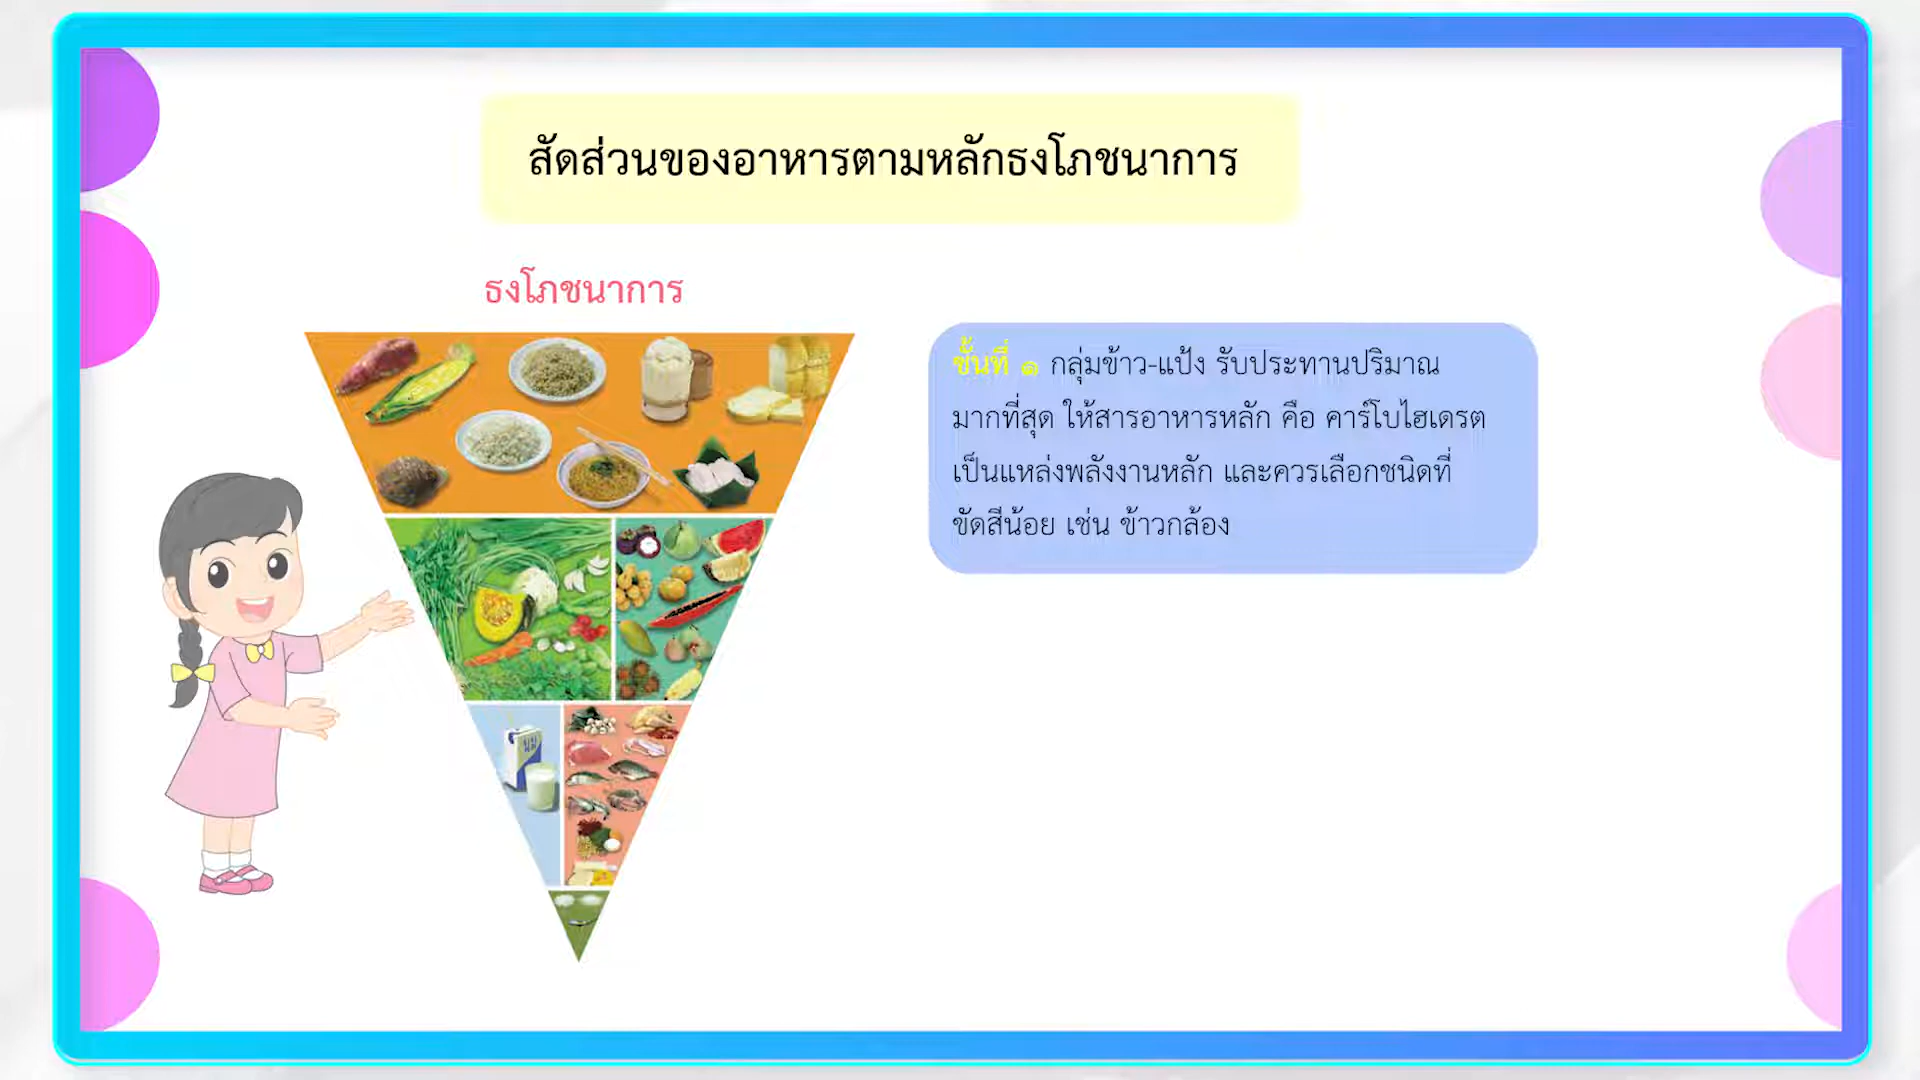 สัดส่วนของอาหารตามหลักธงโภชนาการ
ธงโภชนาการ
ชั้นที่ ๑ กลุ่มข้าว-แป้ง รับประทานปริมาณ
มากที่สุด ให้สารอาหารหลัก คือ คาร์โบไฮเดรต
เป็นแหล่งพลังงานหลัก และควรเลือกชนิดที่
ขัดสีน้อย เช่น ข้าวกล้อง